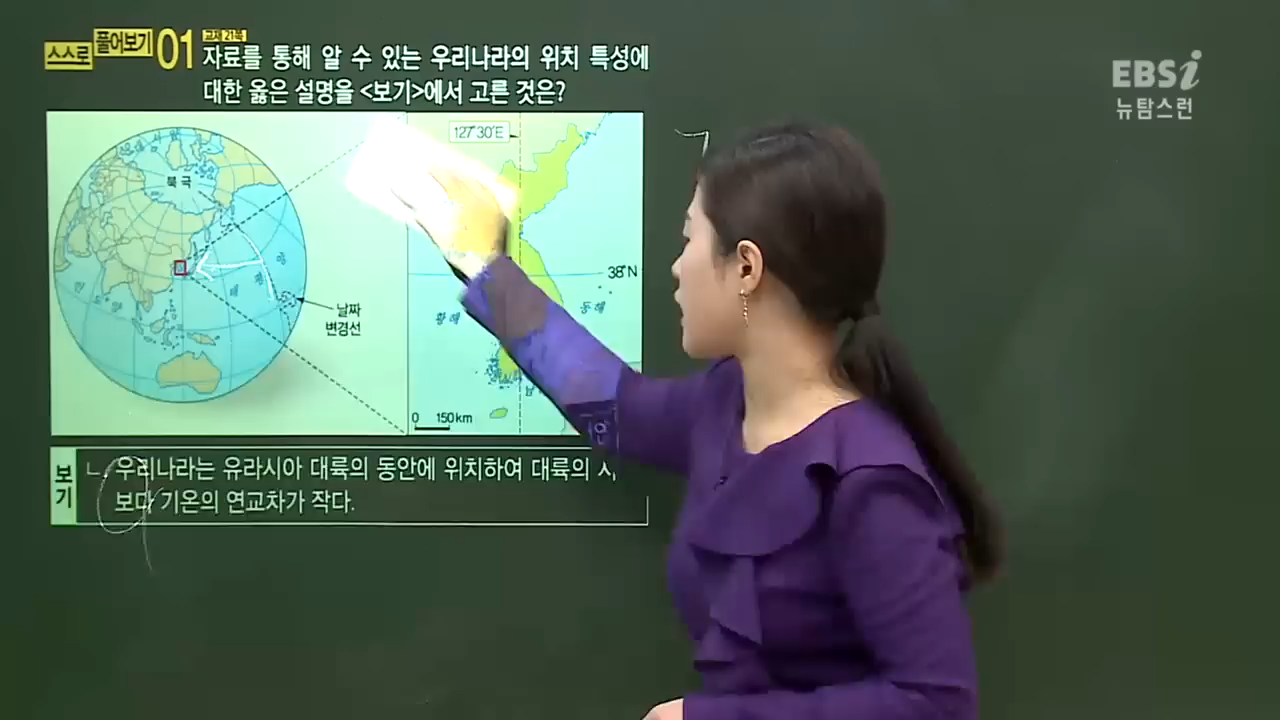 스스로 풀어보기 01 교재 21쪽
자료를 통해 알 수 있는 우리나라의 위치 특성에
대한 옳은 설명을 <보기>에서 고른 것은?
EBSi
뉴탐스런
127°30′E
북극
38°N
날짜
변경선
황해
동해
인도양
태평
0 150km
보기
ㄴ. 우리나라는 유라시아 대륙의 동안에 위치하여 대륙의
보다 기온의 연교차가 작다.